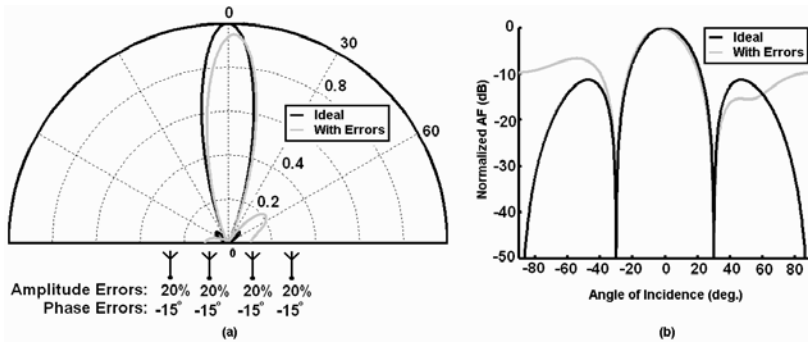 0
30
60
0.8
0.4
0.2
0
Ideal
With Errors
Amplitude Errors: 20% 20% 20% 20%
Phase Errors: -15° -15° -15° -15°
(a)
Normalized AF (dB)
0
-10
-20
-30
-40
-50
Ideal
With Errors
-80 -60 -40 -20 0 20 40 60 80
Angle of Incidence (deg.)
(b)